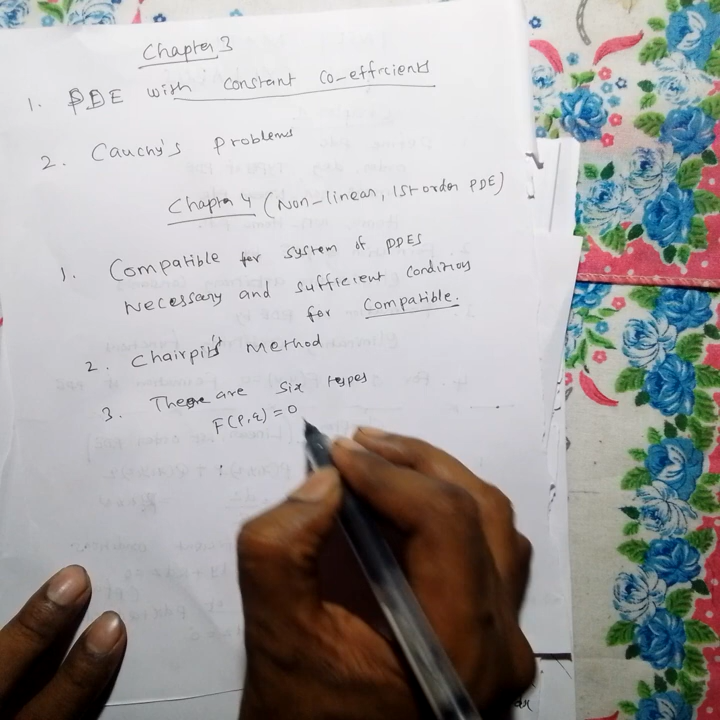 Chapter 3
1. PDE with constant co-efficients
2. Cauchy's Problems
Chapter 4 (Non-linear, 1st order PDE)
1. Compatible for system of PDES
Necessary and sufficient condition
for Compatible.
2. Chairpit's Method
3. There are six types
F(P,q)=0